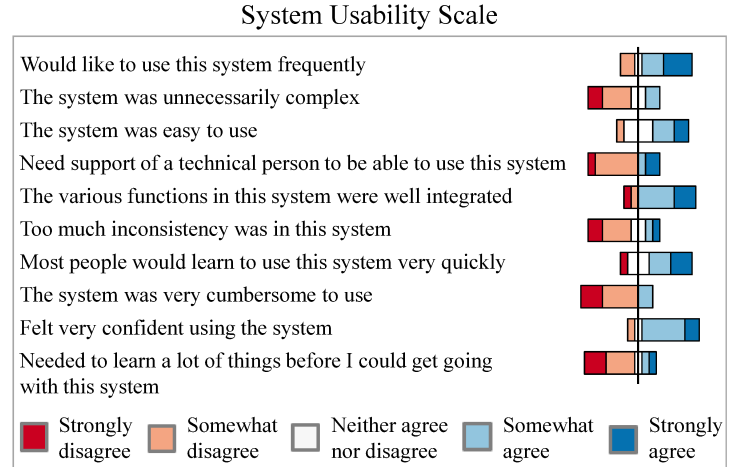 System Usability Scale
Would like to use this system frequently
The system was unnecessarily complex
The system was easy to use
Need support of a technical person to be able to use this system
The various functions in this system were well integrated
Too much inconsistency was in this system
Most people would learn to use this system very quickly
The system was very cumbersome to use
Felt very confident using the system
Needed to learn a lot of things before I could get going
with this system
Strongly
disagree
Somewhat
disagree
Neither agree
nor disagree
Somewhat
agree
Strongly
agree